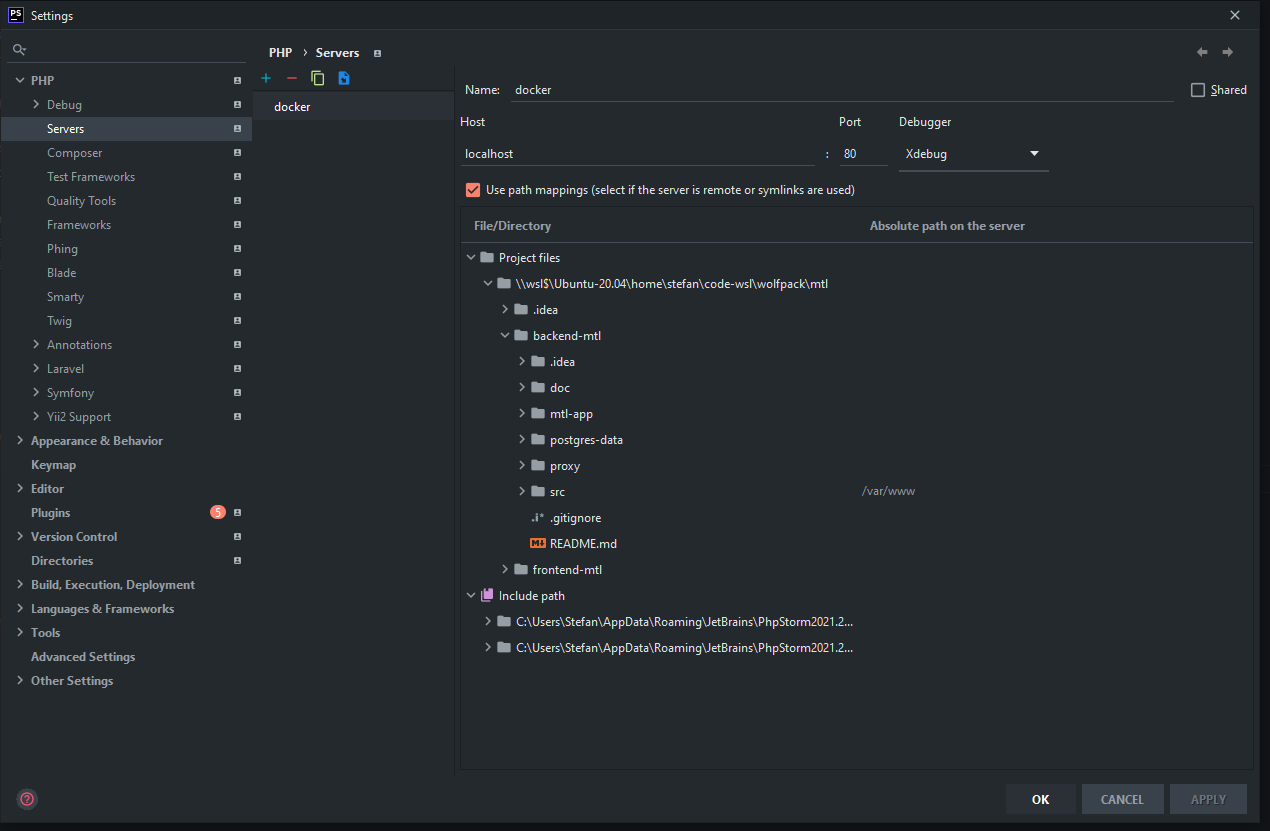 PS Settings
PHP › Servers
PHP
Debug
Servers
Composer
Test Frameworks
Quality Tools
Frameworks
Phing
Blade
Smarty
Twig
Annotations
Laravel
Symfony
Yii2 Support
Appearance & Behavior
Keymap
Editor
Plugins 5
Version Control
Directories
Build, Execution, Deployment
Languages & Frameworks
Tools
Advanced Settings
Other Settings
docker
Name: docker Shared
Host Port Debugger
localhost : 80 Xdebug
Use path mappings (select if the server is remote or symlinks are used)
File/Directory Absolute path on the server
Project files
\\wsl$\Ubuntu-20.04\home\stefan\code-wsl\wolfpack\mtl
.idea
backend-mtl
.idea
doc
mtl-app
postgres-data
proxy
src /var/www
.i* .gitignore
README.md
frontend-mtl
Include path
C:\Users\Stefan\AppData\Roaming\JetBrains\PhpStorm2021.2...
C:\Users\Stefan\AppData\Roaming\JetBrains\PhpStorm2021.2...
? OK CANCEL APPLY